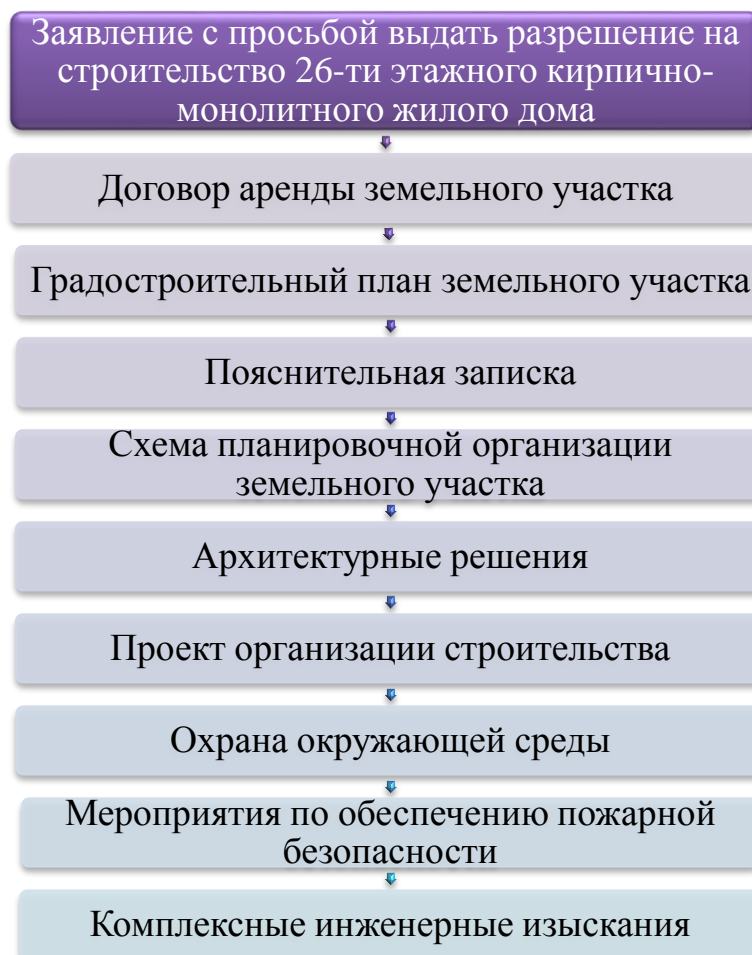 Заявление с просьбой выдать разрешение на
строительство 26-ти этажного кирпично-
монолитного жилого дома
Договор аренды земельного участка
Градостроительный план земельного участка
Пояснительная записка
Схема планировочной организации
земельного участка
Архитектурные решения
Проект организации строительства
Охрана окружающей среды
Мероприятия по обеспечению пожарной
безопасности
Комплексные инженерные изыскания